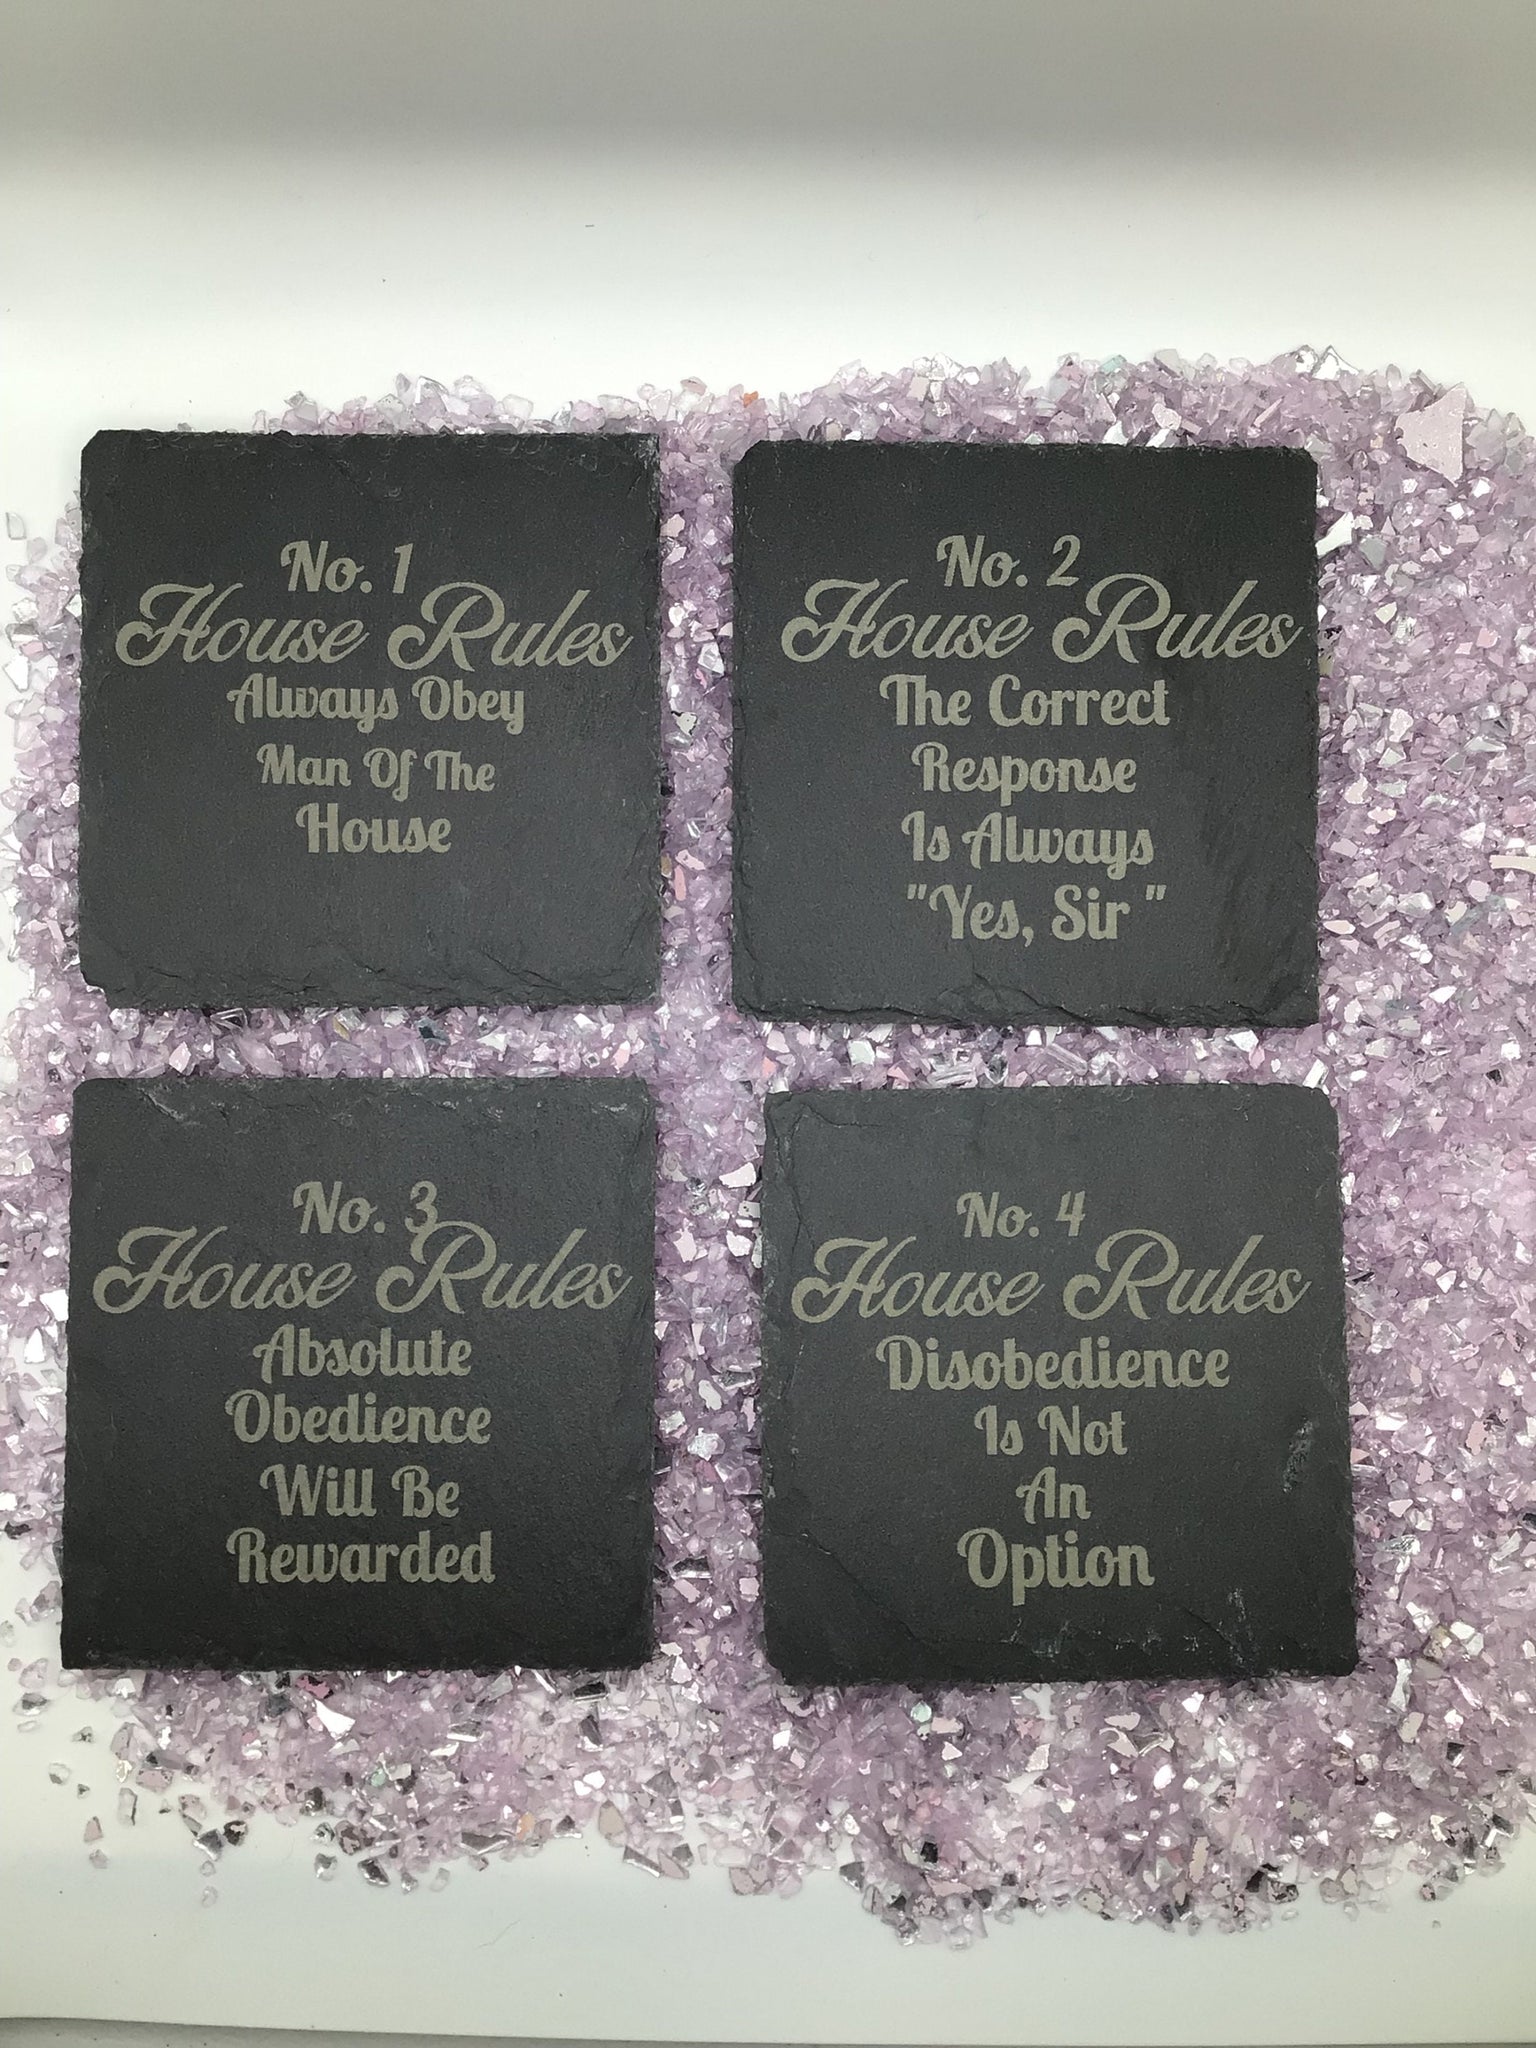 No. 1
House Rules
Always Obey
Man Of The
House
No. 2
House Rules
The Correct
Response
Is Always
"Yes, Sir "
No. 3
House Rules
Absolute
Obedience
Will Be
Rewarded
No. 4
House Rules
Disobedience
Is Not
An
Option